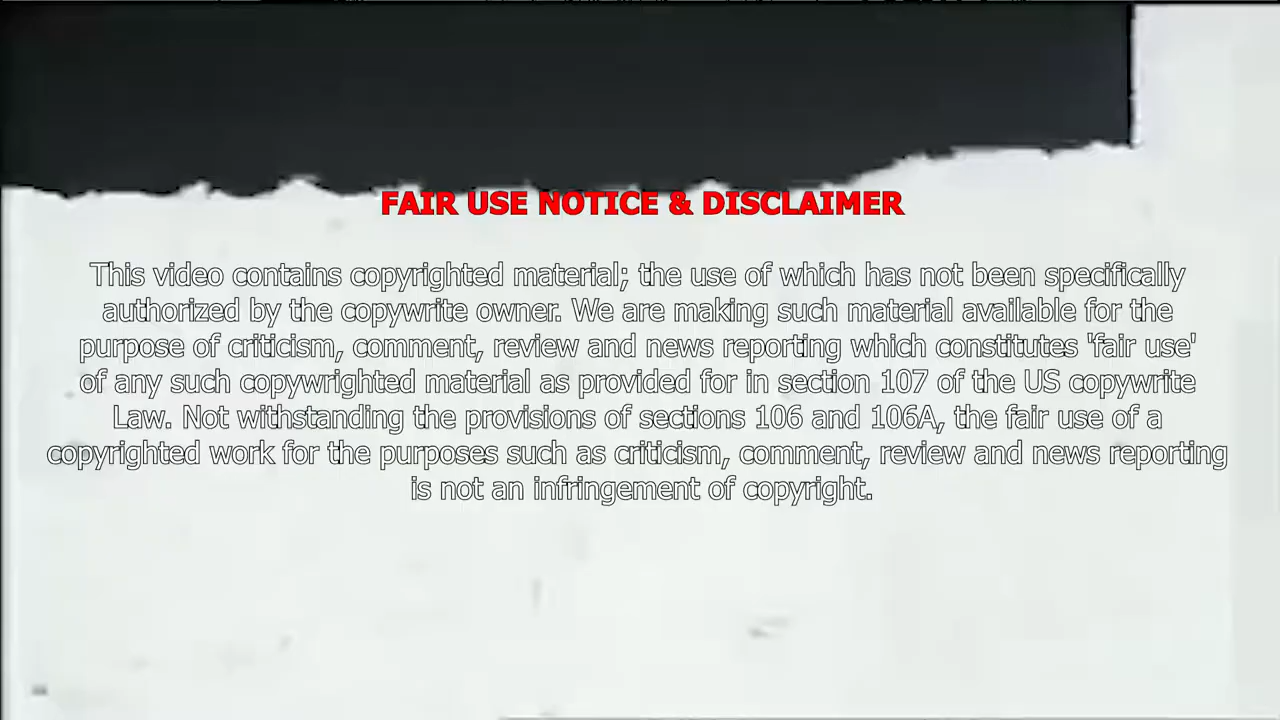 FAIR USE NOTICE & DISCLAIMER
This video contains copyrighted material; the use of which has not been specifically
authorized by the copywrite owner. We are making such material available for the
purpose of criticism, comment, review and news reporting which constitutes 'fair use'
of any such copywrighted material as provided for in section 107 of the US copywrite
Law. Not withstanding the provisions of sections 106 and 106A, the fair use of a
copyrighted work for the purposes such as criticism, comment, review and news reporting
is not an infringement of copyright.